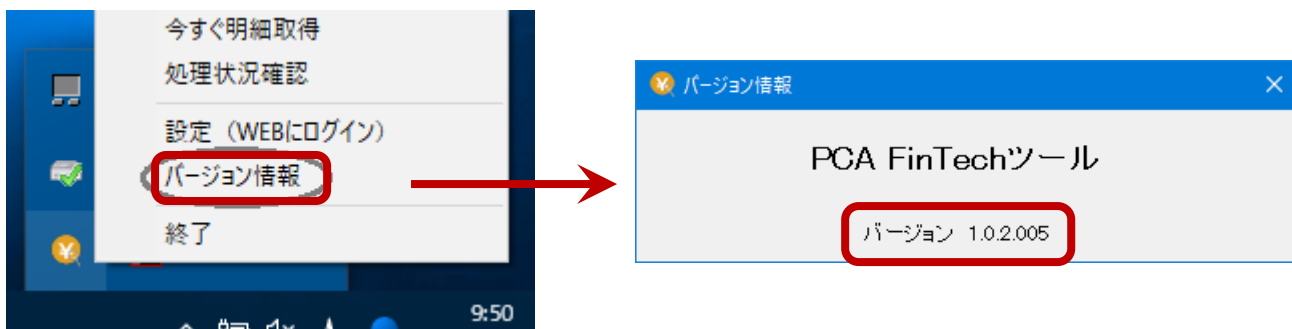 今すぐ明細取得
処理状況確認
設定（WEBにログイン）
バージョン情報
終了
9:50
バージョン情報
PCA FinTechツール
バージョン 1.0.2.005